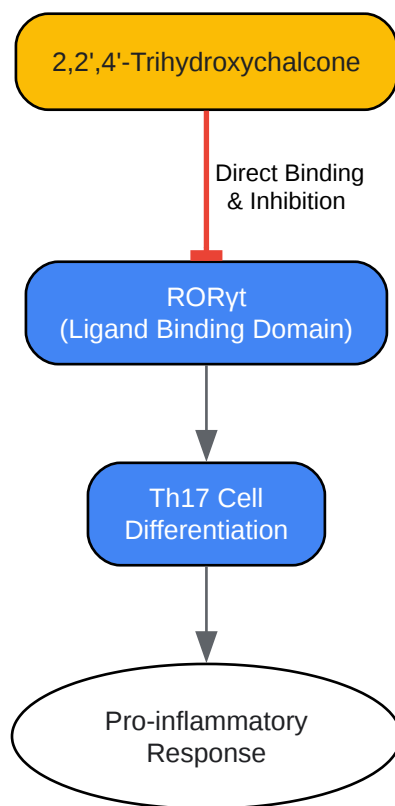 2,2',4'-Trihydroxychalcone
Direct Binding
& Inhibition
RORγt
(Ligand Binding Domain)
Th17 Cell
Differentiation
Pro-inflammatory
Response